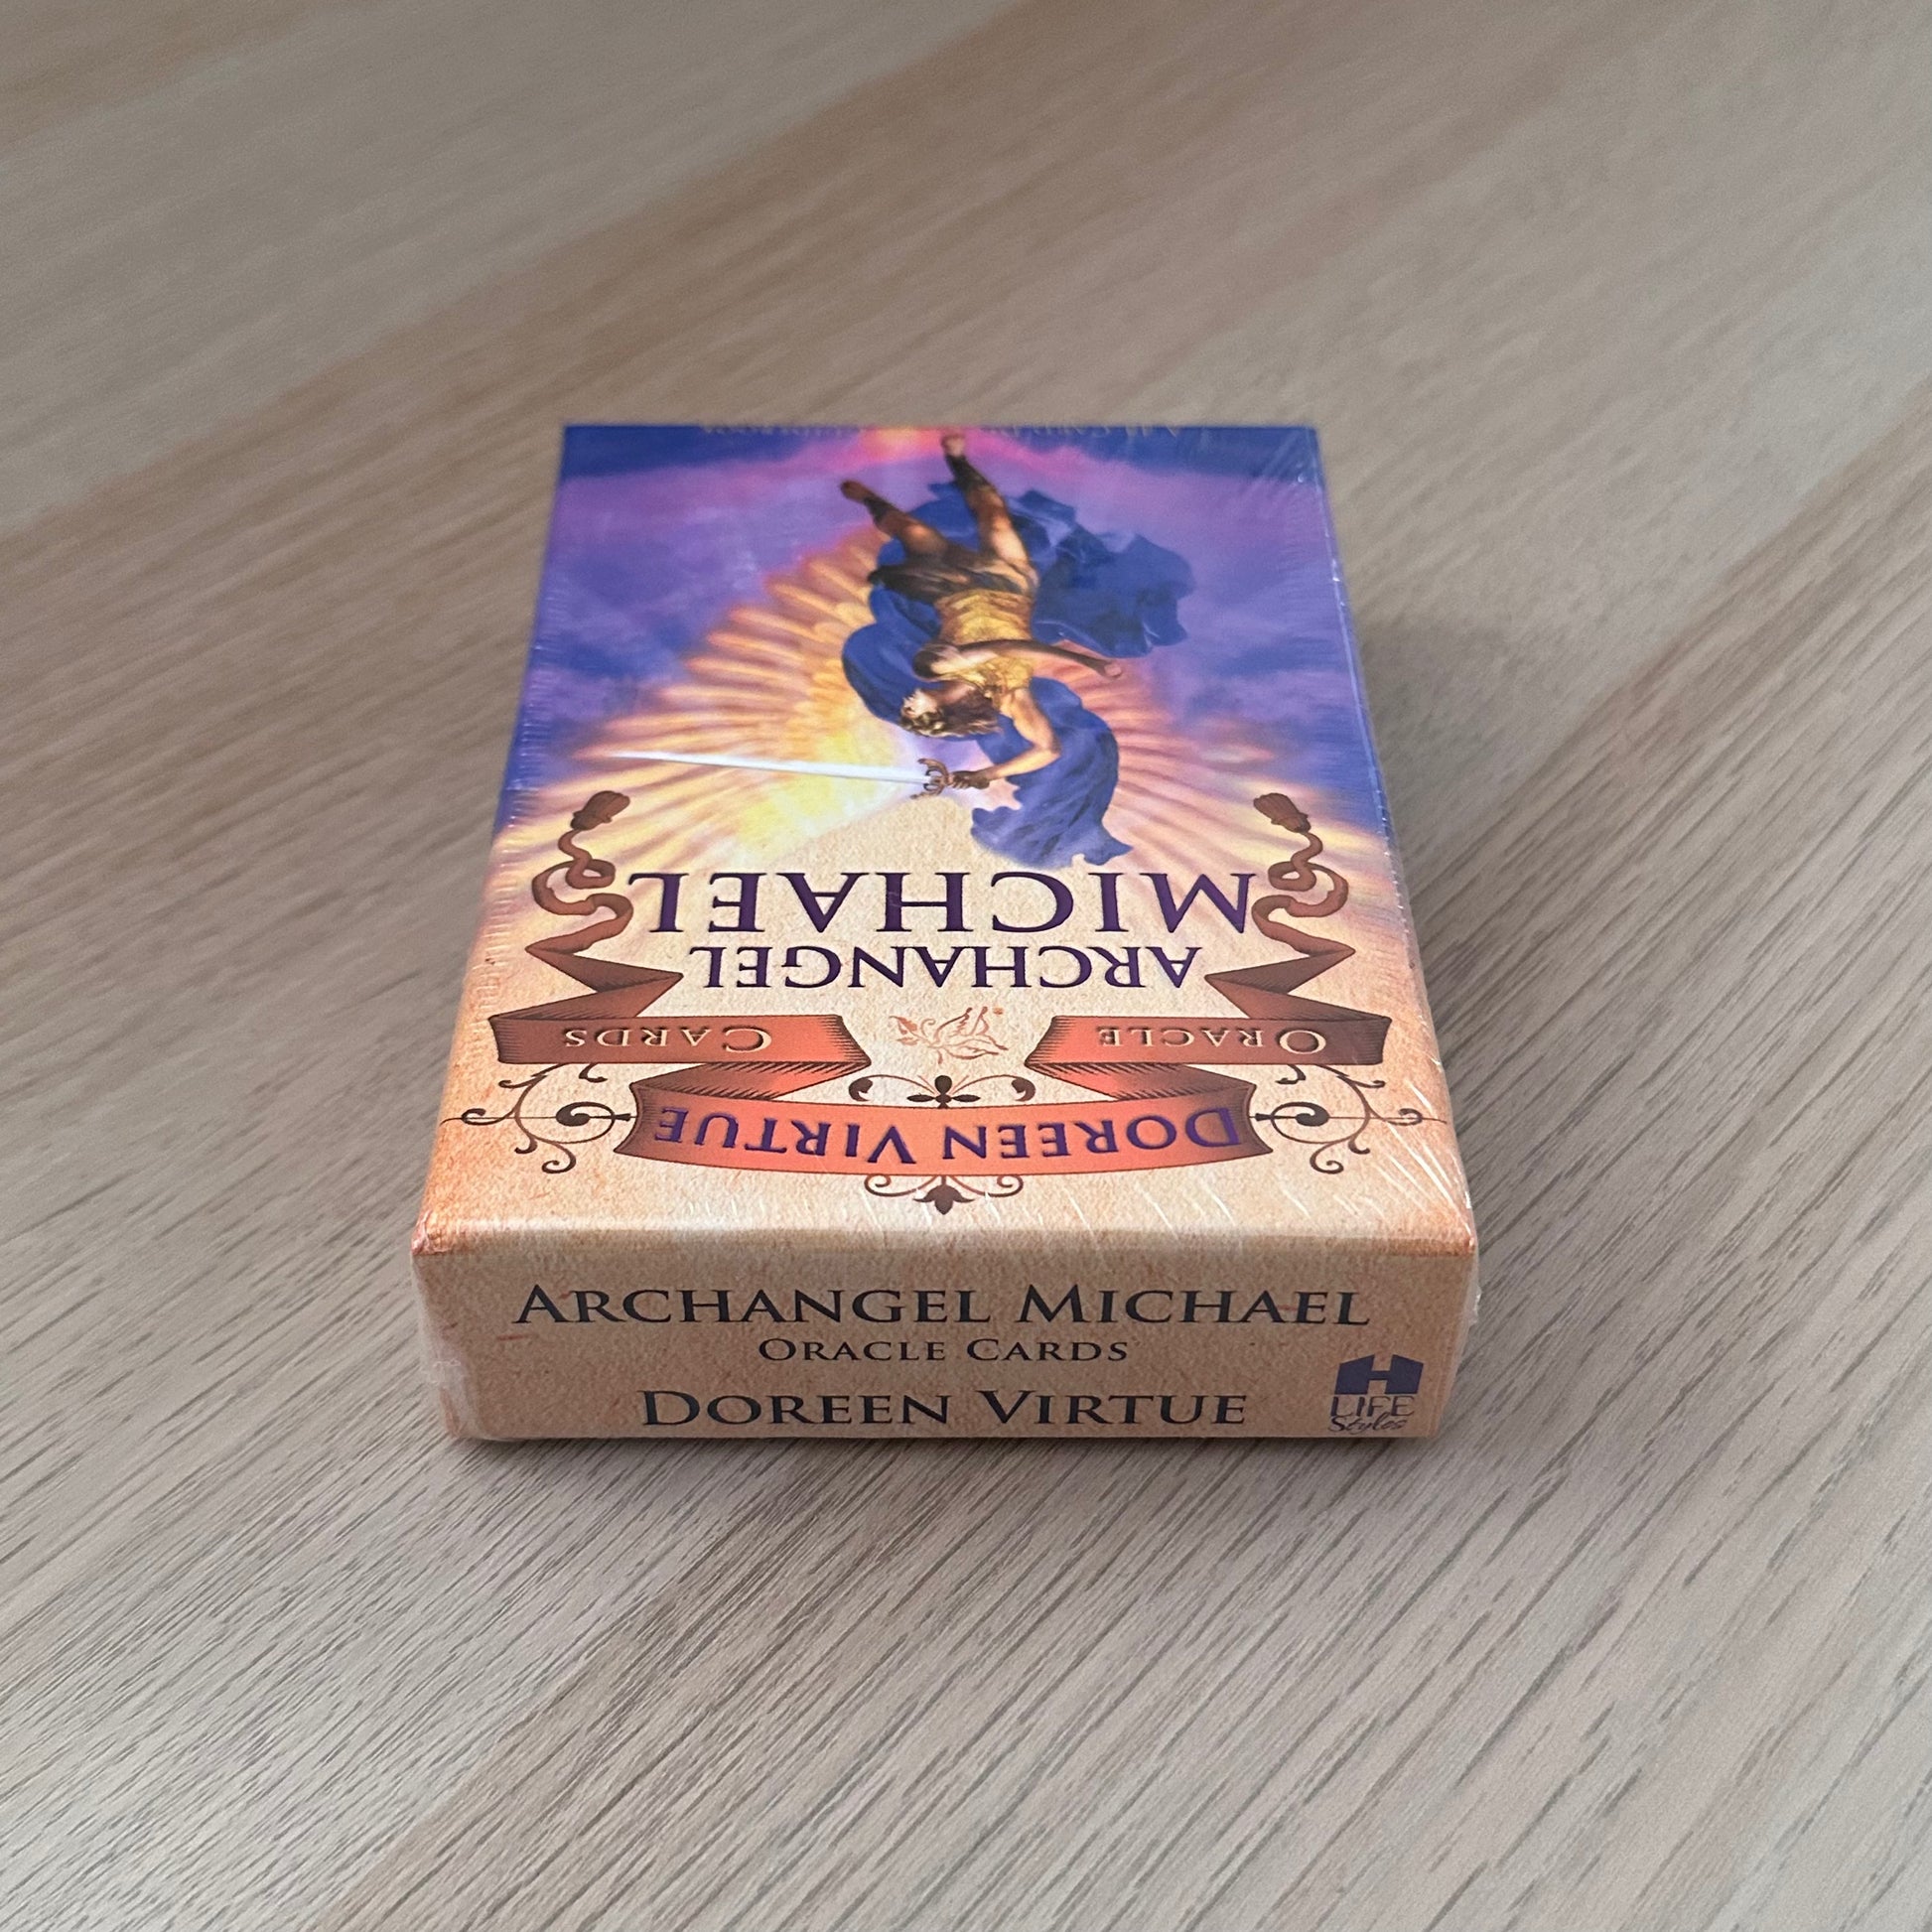 DOREEN VIRTUE
ORACLE CARDS
ARCHANGEL
MICHAEL
ARCHANGEL MICHAEL
ORACLE CARDS
DOREEN VIRTUE
H
LIFE
Styles